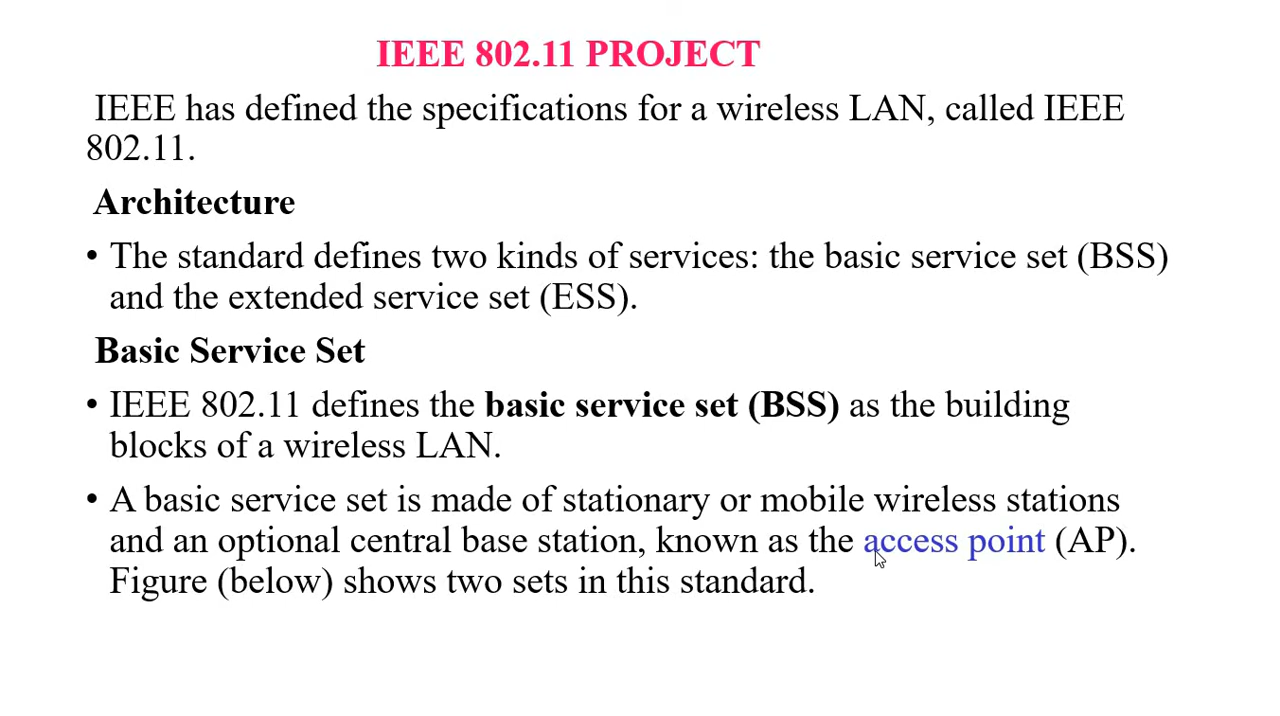 IEEE 802.11 PROJECT
IEEE has defined the specifications for a wireless LAN, called IEEE
802.11.
Architecture
• The standard defines two kinds of services: the basic service set (BSS)
and the extended service set (ESS).
Basic Service Set
• IEEE 802.11 defines the basic service set (BSS) as the building
blocks of a wireless LAN.
• A basic service set is made of stationary or mobile wireless stations
and an optional central base station, known as the access point (AP).
Figure (below) shows two sets in this standard.